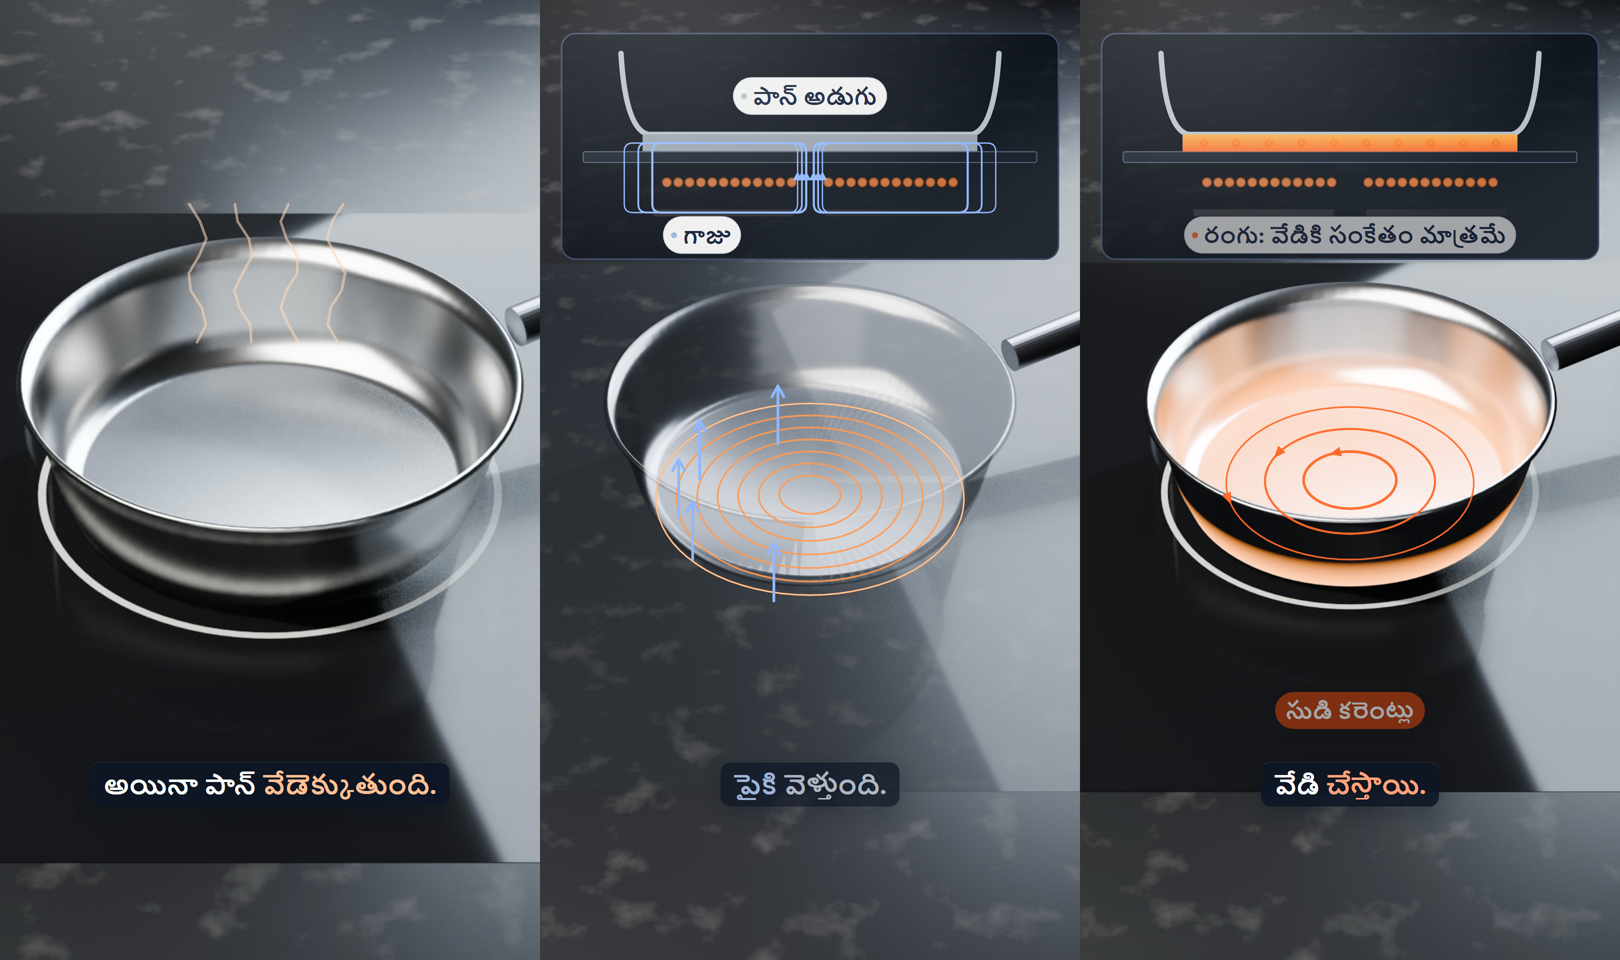 అయినా పాన్ వేడెక్కుతుంది.
పాన్ అడుగు
గాజు
పైకి వెళ్తుంది.
రంగు: వేడికి సంకేతం మాత్రమే
సుడి కరెంట్లు
వేడి చేస్తాయి.